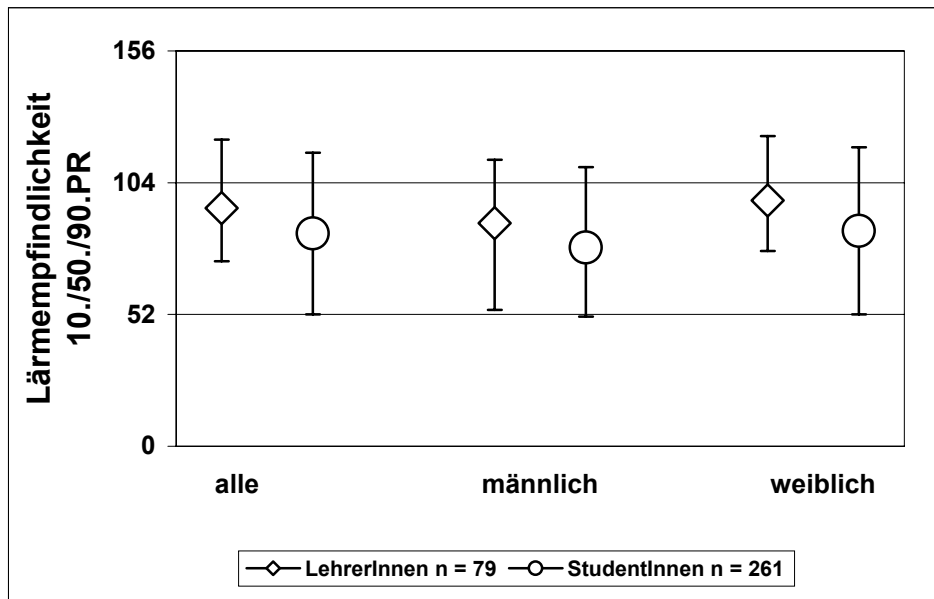 Lärmempfindlichkeit
10./50./90.PR
156
104
52
0
alle männlich weiblich
LehrerInnen n = 79 StudentInnen n = 261